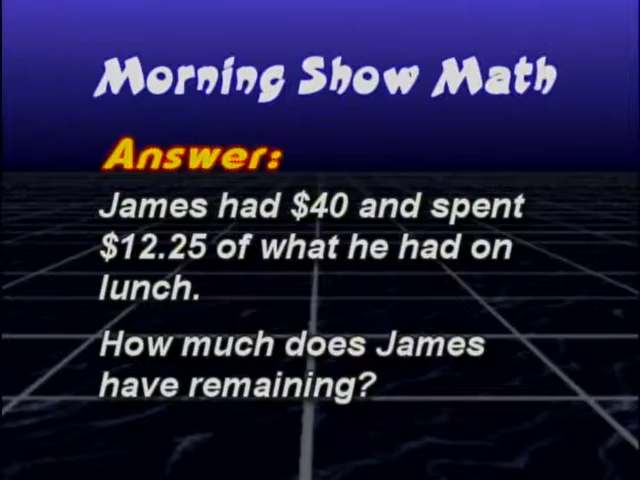 Morning Show Math
Answer:
James had $40 and spent
$12.25 of what he had on
lunch.
How much does James
have remaining?